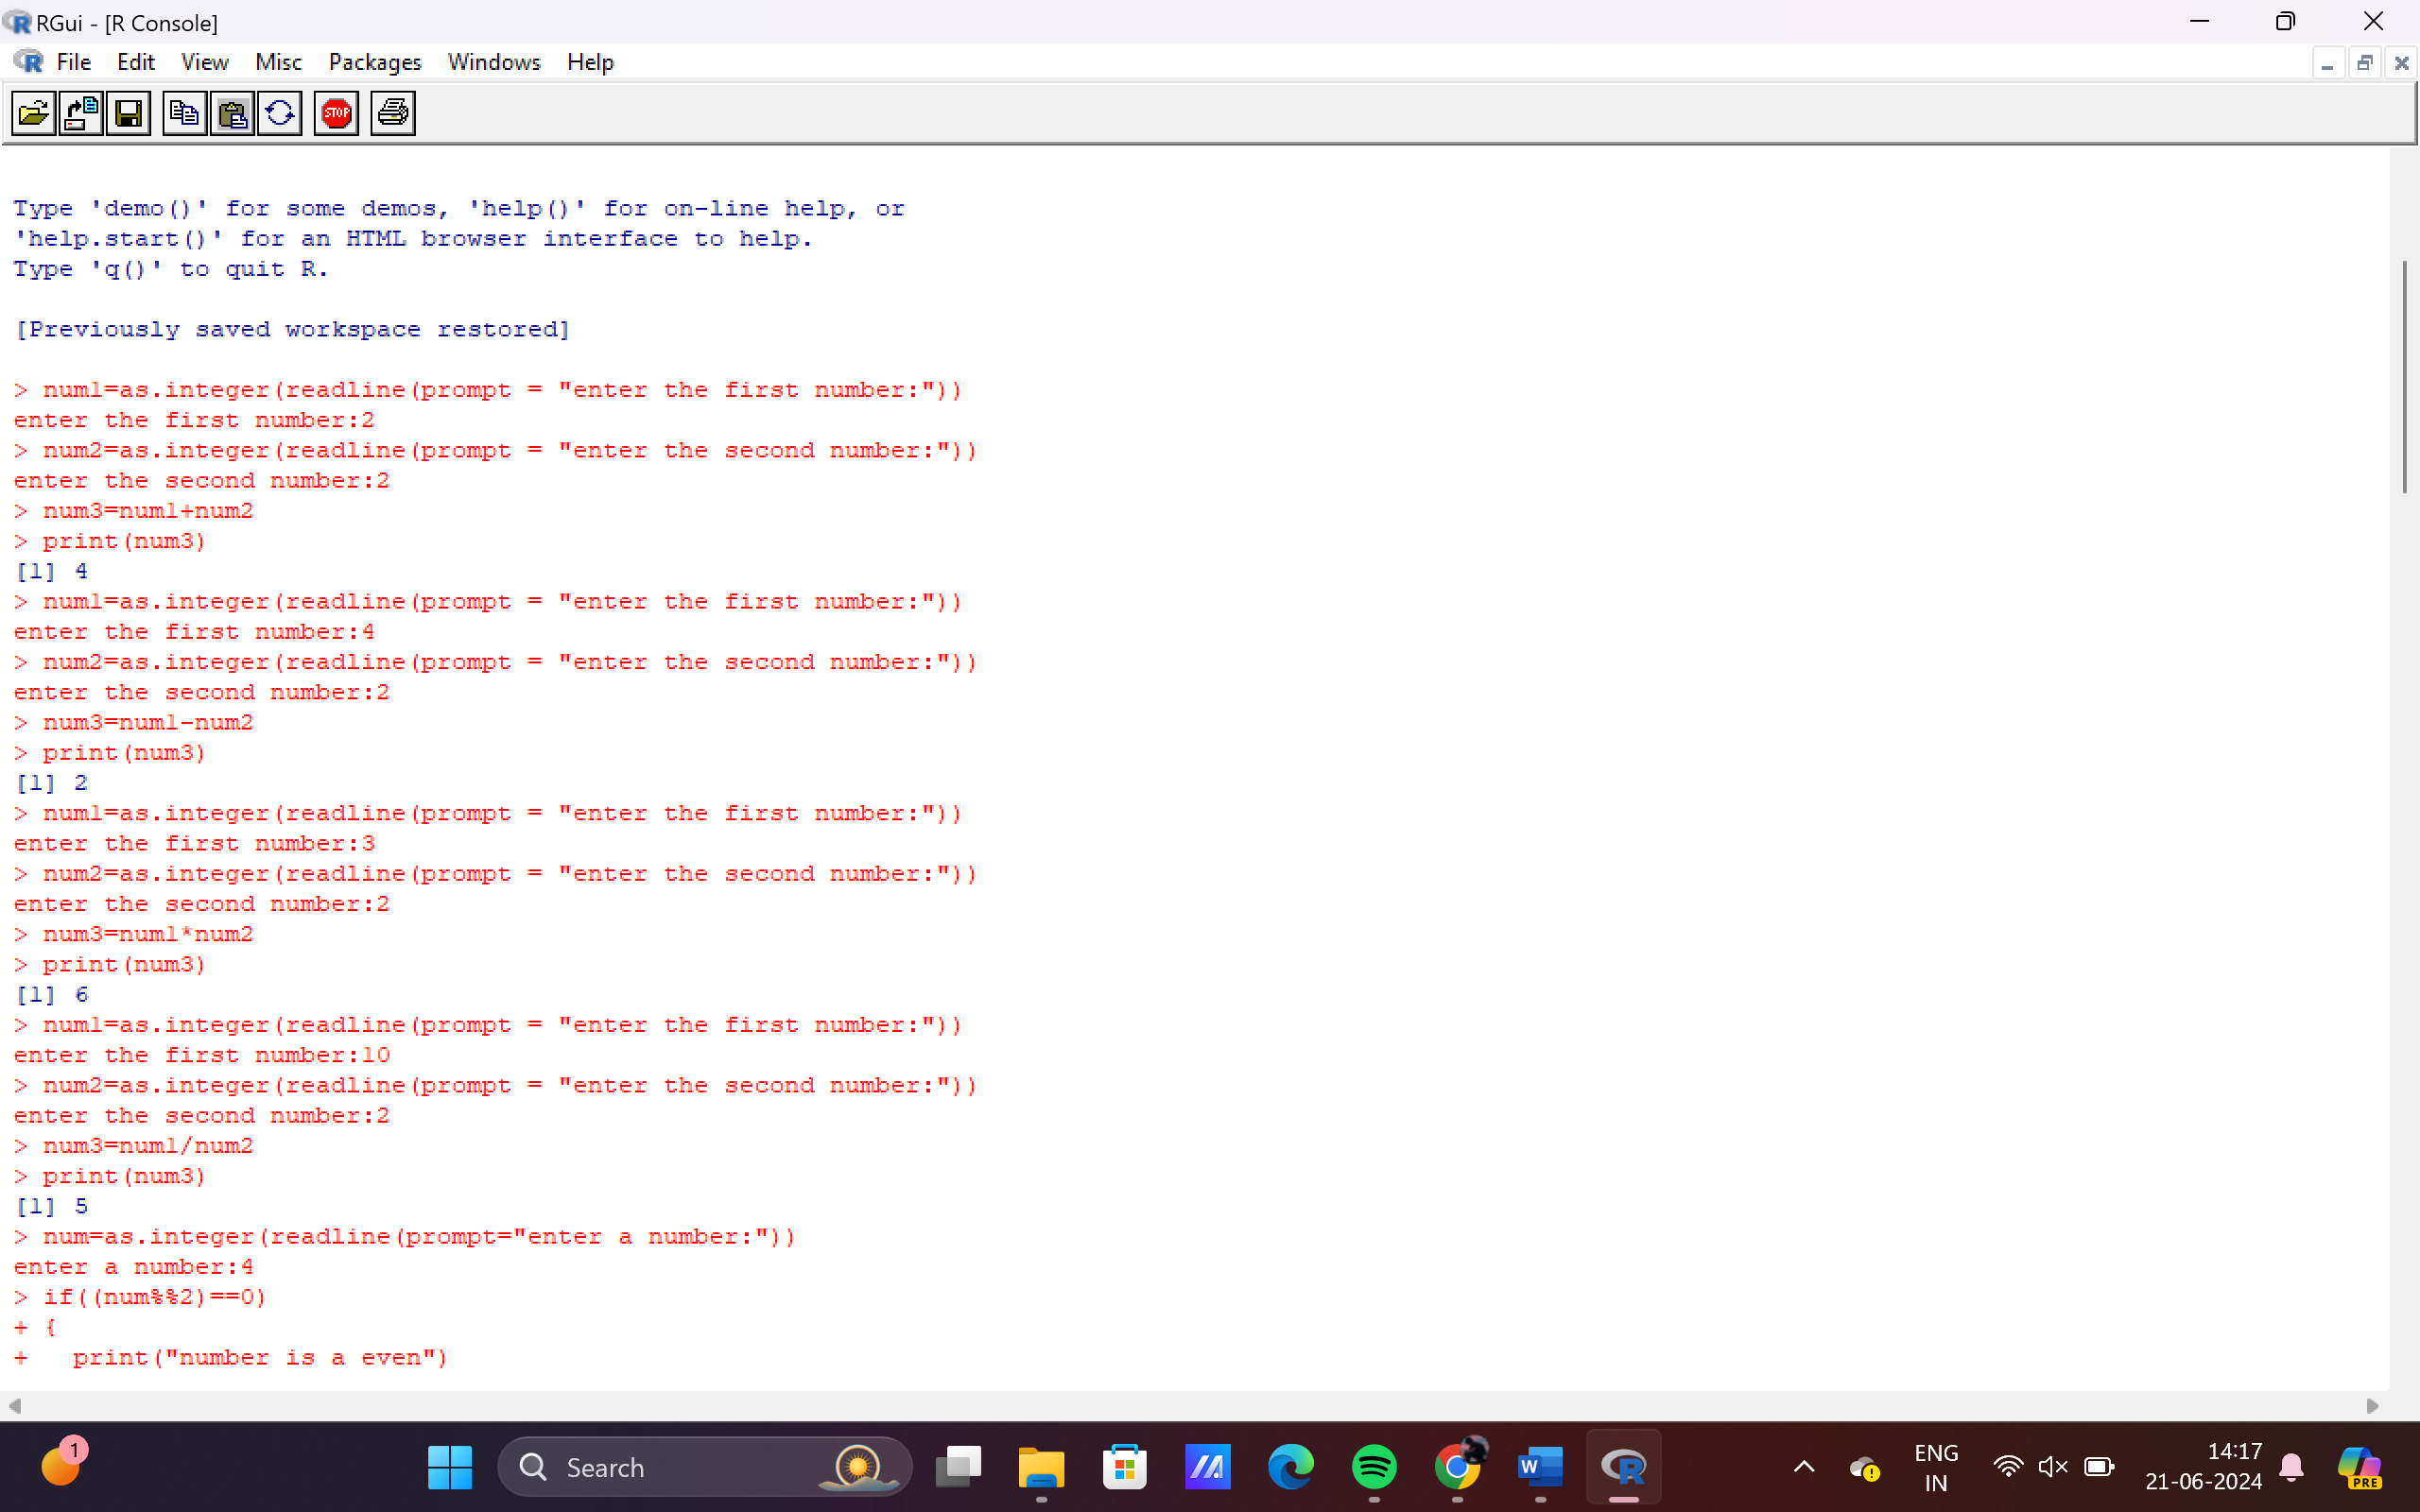 RGui - [R Console]
File Edit View Misc Packages Windows Help
STOP
Type 'demo()' for some demos, 'help()' for on-line help, or
'help.start()' for an HTML browser interface to help.
Type 'q()' to quit R.
[Previously saved workspace restored]
> num1=as.integer(readline(prompt = "enter the first number:"))
enter the first number:2
> num2=as.integer(readline(prompt = "enter the second number:"))
enter the second number:2
> num3=num1+num2
> print(num3)
[1] 4
> num1=as.integer(readline(prompt = "enter the first number:"))
enter the first number:4
> num2=as.integer(readline(prompt = "enter the second number:"))
enter the second number:2
> num3=num1-num2
> print(num3)
[1] 2
> num1=as.integer(readline(prompt = "enter the first number:"))
enter the first number:3
> num2=as.integer(readline(prompt = "enter the second number:"))
enter the second number:2
> num3=num1*num2
> print(num3)
[1] 6
> num1=as.integer(readline(prompt = "enter the first number:"))
enter the first number:10
> num2=as.integer(readline(prompt = "enter the second number:"))
enter the second number:2
> num3=num1/num2
> print(num3)
[1] 5
> num=as.integer(readline(prompt="enter a number:"))
enter a number:4
> if((num%%2)==0)
+ {
+   print("number is a even")
1
Search
W
R
ENG
IN
14:17
21-06-2024
PRE